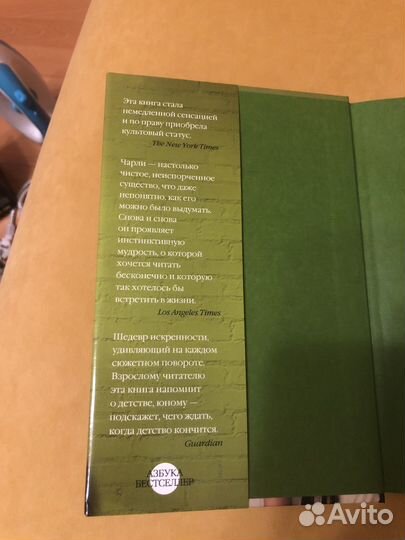 Эта книга стала
немедленной сенсацией
и по праву приобрела
культовый статус.
The New York Times
Чарли — настолько
чистое, неиспорченное
существо, что даже
непонятно, как его
можно было выдумать.
Снова и снова
он проявляет
инстинктивную
мудрость, о которой
хочется читать
бесконечно и которую
так хотелось бы
встретить в жизни.
Los Angeles Times
Шедевр искренности,
удивляющий на каждом
сюжетном повороте.
Взрослому читателю
эта книга напомнит
о детстве, юному —
подскажет, чего ждать,
когда детство кончится.
Guardian
АЗБУКА
БЕСТСЕЛЛЕР
Avito